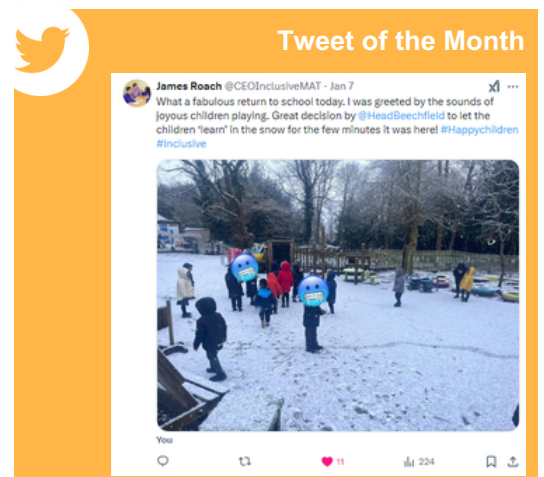 Tweet of the Month
James Roach @CEOInclusiveMAT · Jan 7
What a fabulous return to school today. I was greeted by the sounds of
joyous children playing. Great decision by @HeadBeechfield to let the
children "learn" in the snow for the few minutes it was here! #Happychildren
#Inclusive
You
11
224